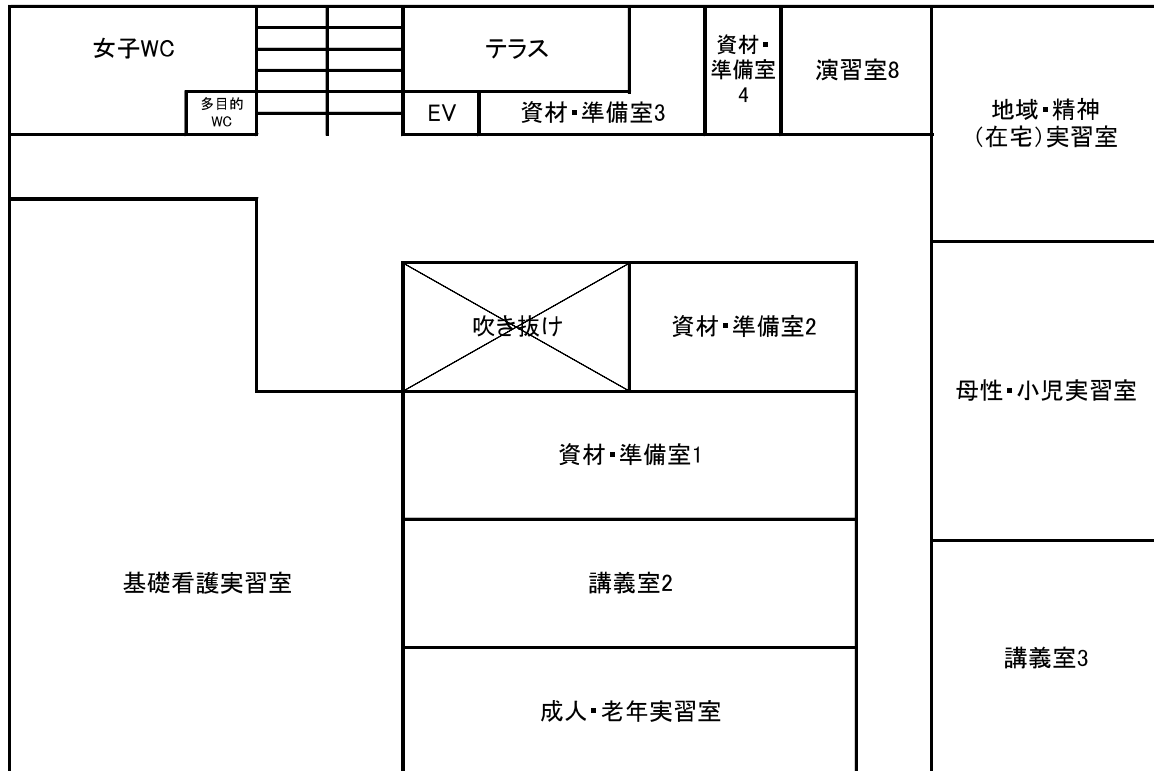 女子WC
テラス
資材・
準備室
4
演習室8
多目的
WC
EV
資材・準備室3
地域・精神
（在宅）実習室
吹き抜け
資材・準備室2
母性・小児実習室
資材・準備室1
基礎看護実習室
講義室2
講義室3
成人・老年実習室